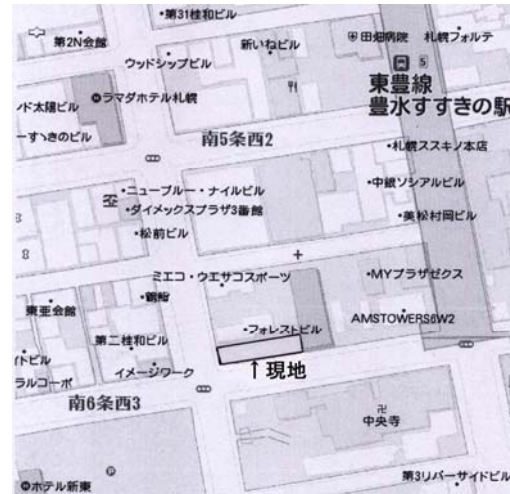 ・第31桂和ビル
第2N会館
新いねビル
田畑病院
札幌フォルテ
ウッドシップビル
5
東豊線
豊水すすきの駅
ラマダホテル札幌
ンド太陽ビル
ーすゝきのビル
南5条西2
・札幌ススキノ本店
・ニューブルー・ナイルビル
・中銀ソシアルビル
・ダイメックスプラザ3番館
・美松村岡ビル
・松前ビル
ミエコ・ウエサコスポーツ
・MYプラザゼクス
・鶴鮨
東亜会館
AMSTOWERS6W2
・フォレストビル
第二桂和ビル
イトビル
イメージワーク
↑現地
ラルコーポ
南6条西3
卍
中央寺
P
ホテル新東
第3リバーサイドビル